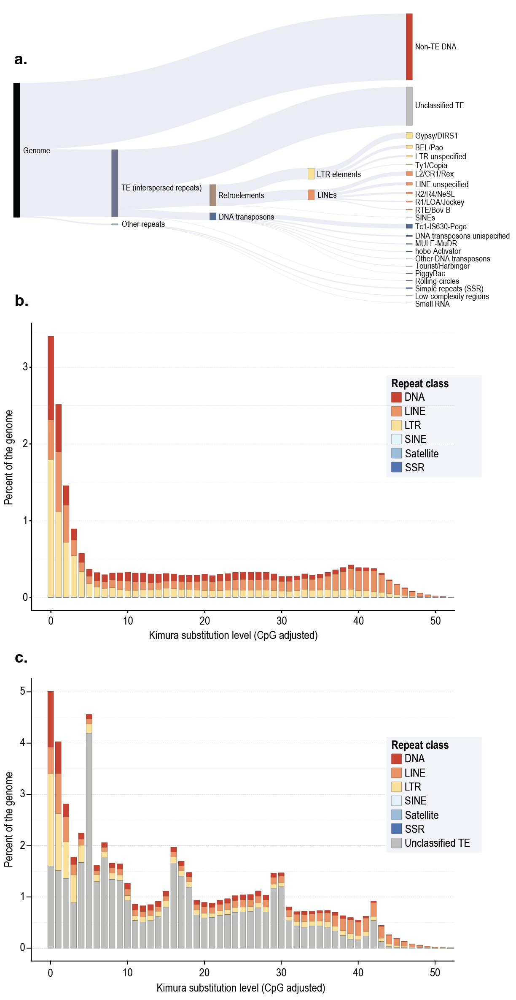 a.
Non-TE DNA
Unclassified TE
Genome
Gypsy/DIRS1
BEL/Pao
LTR unspecified
Ty1/Copia
LTR elements
L2/CR1/Rex
TE (interspersed repeats)
LINE unspecified
Retroelements
LINEs
R2/R4/NeSL
R1/LOA/Jockey
RTE/Bov-B
DNA transposons
SINEs
Other repeats
Tc1-IS630-Pogo
DNA transposons unispecified
MULE-MuDR
hobo-Activator
Other DNA transposons
Tourist/Harbinger
PiggyBac
Rolling-circles
Simple repeats (SSR)
Low-complexity regions
Small RNA
b.
Percent of the genome
3
2
1
0
Repeat class
DNA
LINE
LTR
SINE
Satellite
SSR
0 10 20 30 40 50
Kimura substitution level (CpG adjusted)
c.
Percent of the genome
5
4
3
2
1
0
Repeat class
DNA
LINE
LTR
SINE
Satellite
SSR
Unclassified TE
0 10 20 30 40 50
Kimura substitution level (CpG adjusted)